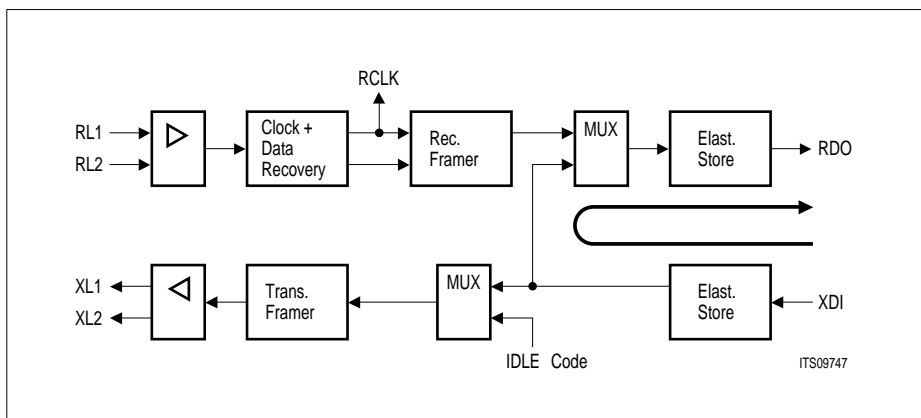 RCLK
RL1
RL2
Clock +
Data
Recovery
Rec.
Framer
MUX
Elast.
Store
RDO
XL1
XL2
Trans.
Framer
MUX
Elast.
Store
XDI
IDLE Code
ITS09747